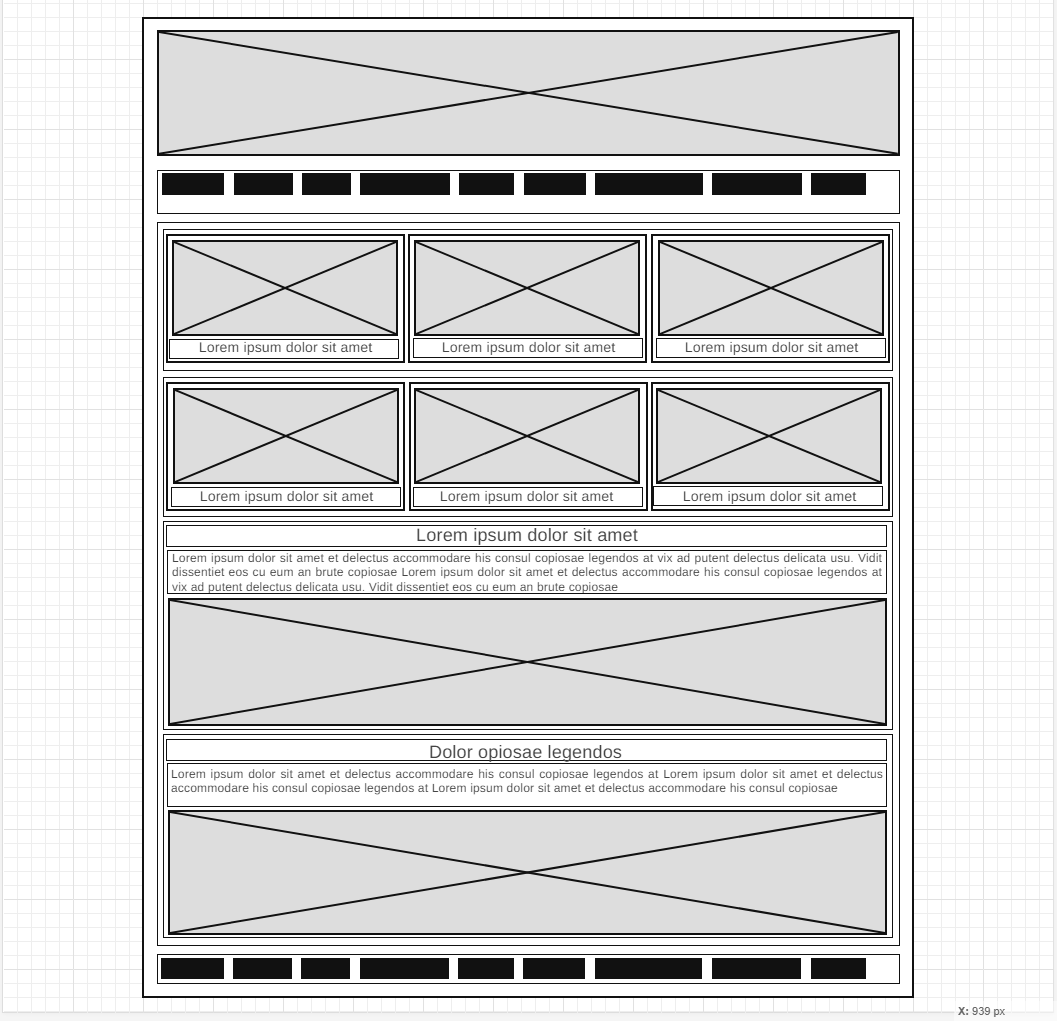 Lorem ipsum dolor sit amet
Lorem ipsum dolor sit amet
Lorem ipsum dolor sit amet
Lorem ipsum dolor sit amet
Lorem ipsum dolor sit amet
Lorem ipsum dolor sit amet
Lorem ipsum dolor sit amet
Lorem ipsum dolor sit amet et delectus accommodare his consul copiosae legendos at vix ad putent delectus delicata usu. Vidit
dissentiet eos cu eum an brute copiosae Lorem ipsum dolor sit amet et delectus accommodare his consul copiosae legendos at
vix ad putent delectus delicata usu. Vidit dissentiet eos cu eum an brute copiosae
Dolor opiosae legendos
Lorem ipsum dolor sit amet et delectus accommodare his consul copiosae legendos at Lorem ipsum dolor sit amet et delectus
accommodare his consul copiosae legendos at Lorem ipsum dolor sit amet et delectus accommodare his consul copiosae
X: 939 px